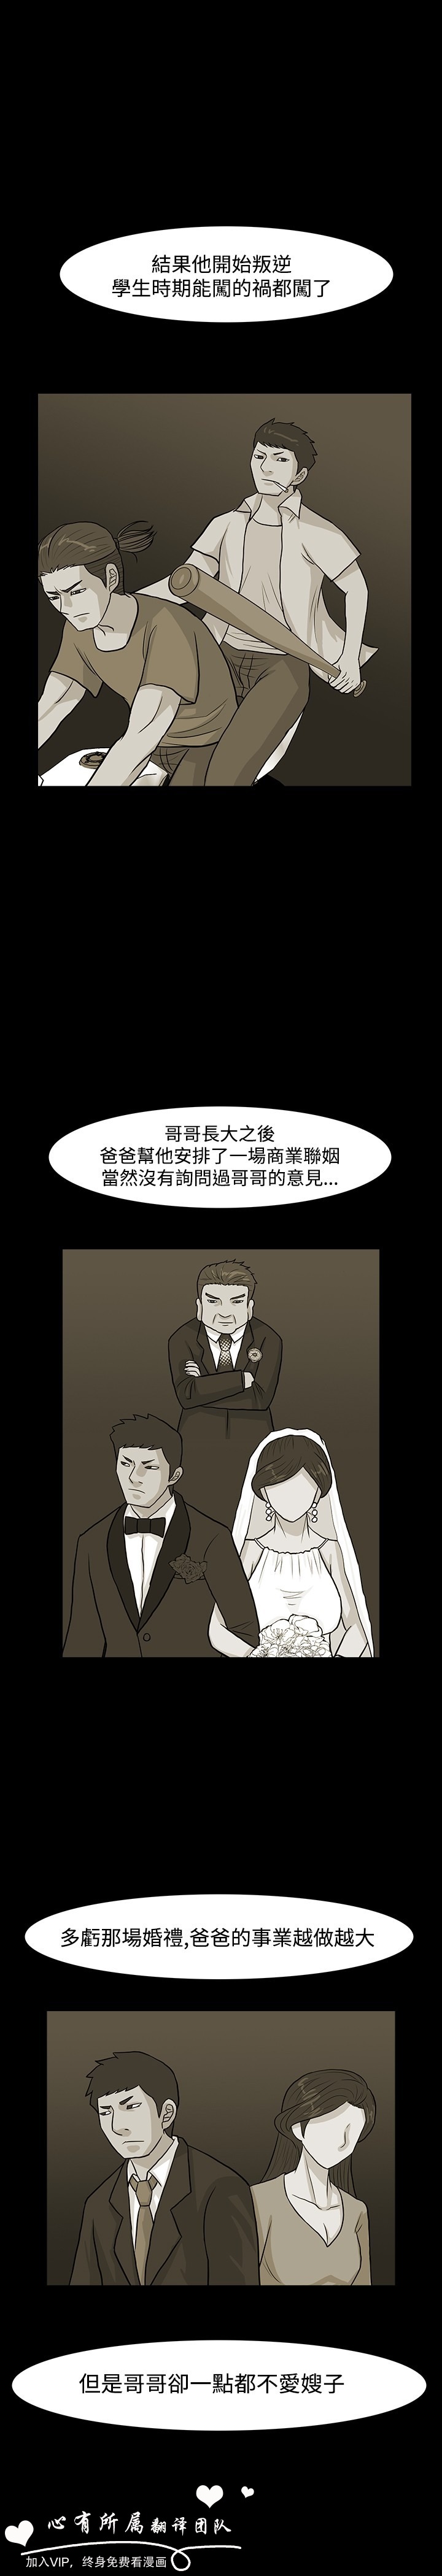 結果他開始叛逆
學生時期能闖的禍都闖了
哥哥長大之後
爸爸幫他安排了一場商業聯姻
當然沒有詢問過哥哥的意見...
多虧那場婚禮,爸爸的事業越做越大
但是哥哥卻一點都不愛嫂子
心有所属翻译团队
加入VIP，终身免费看漫画